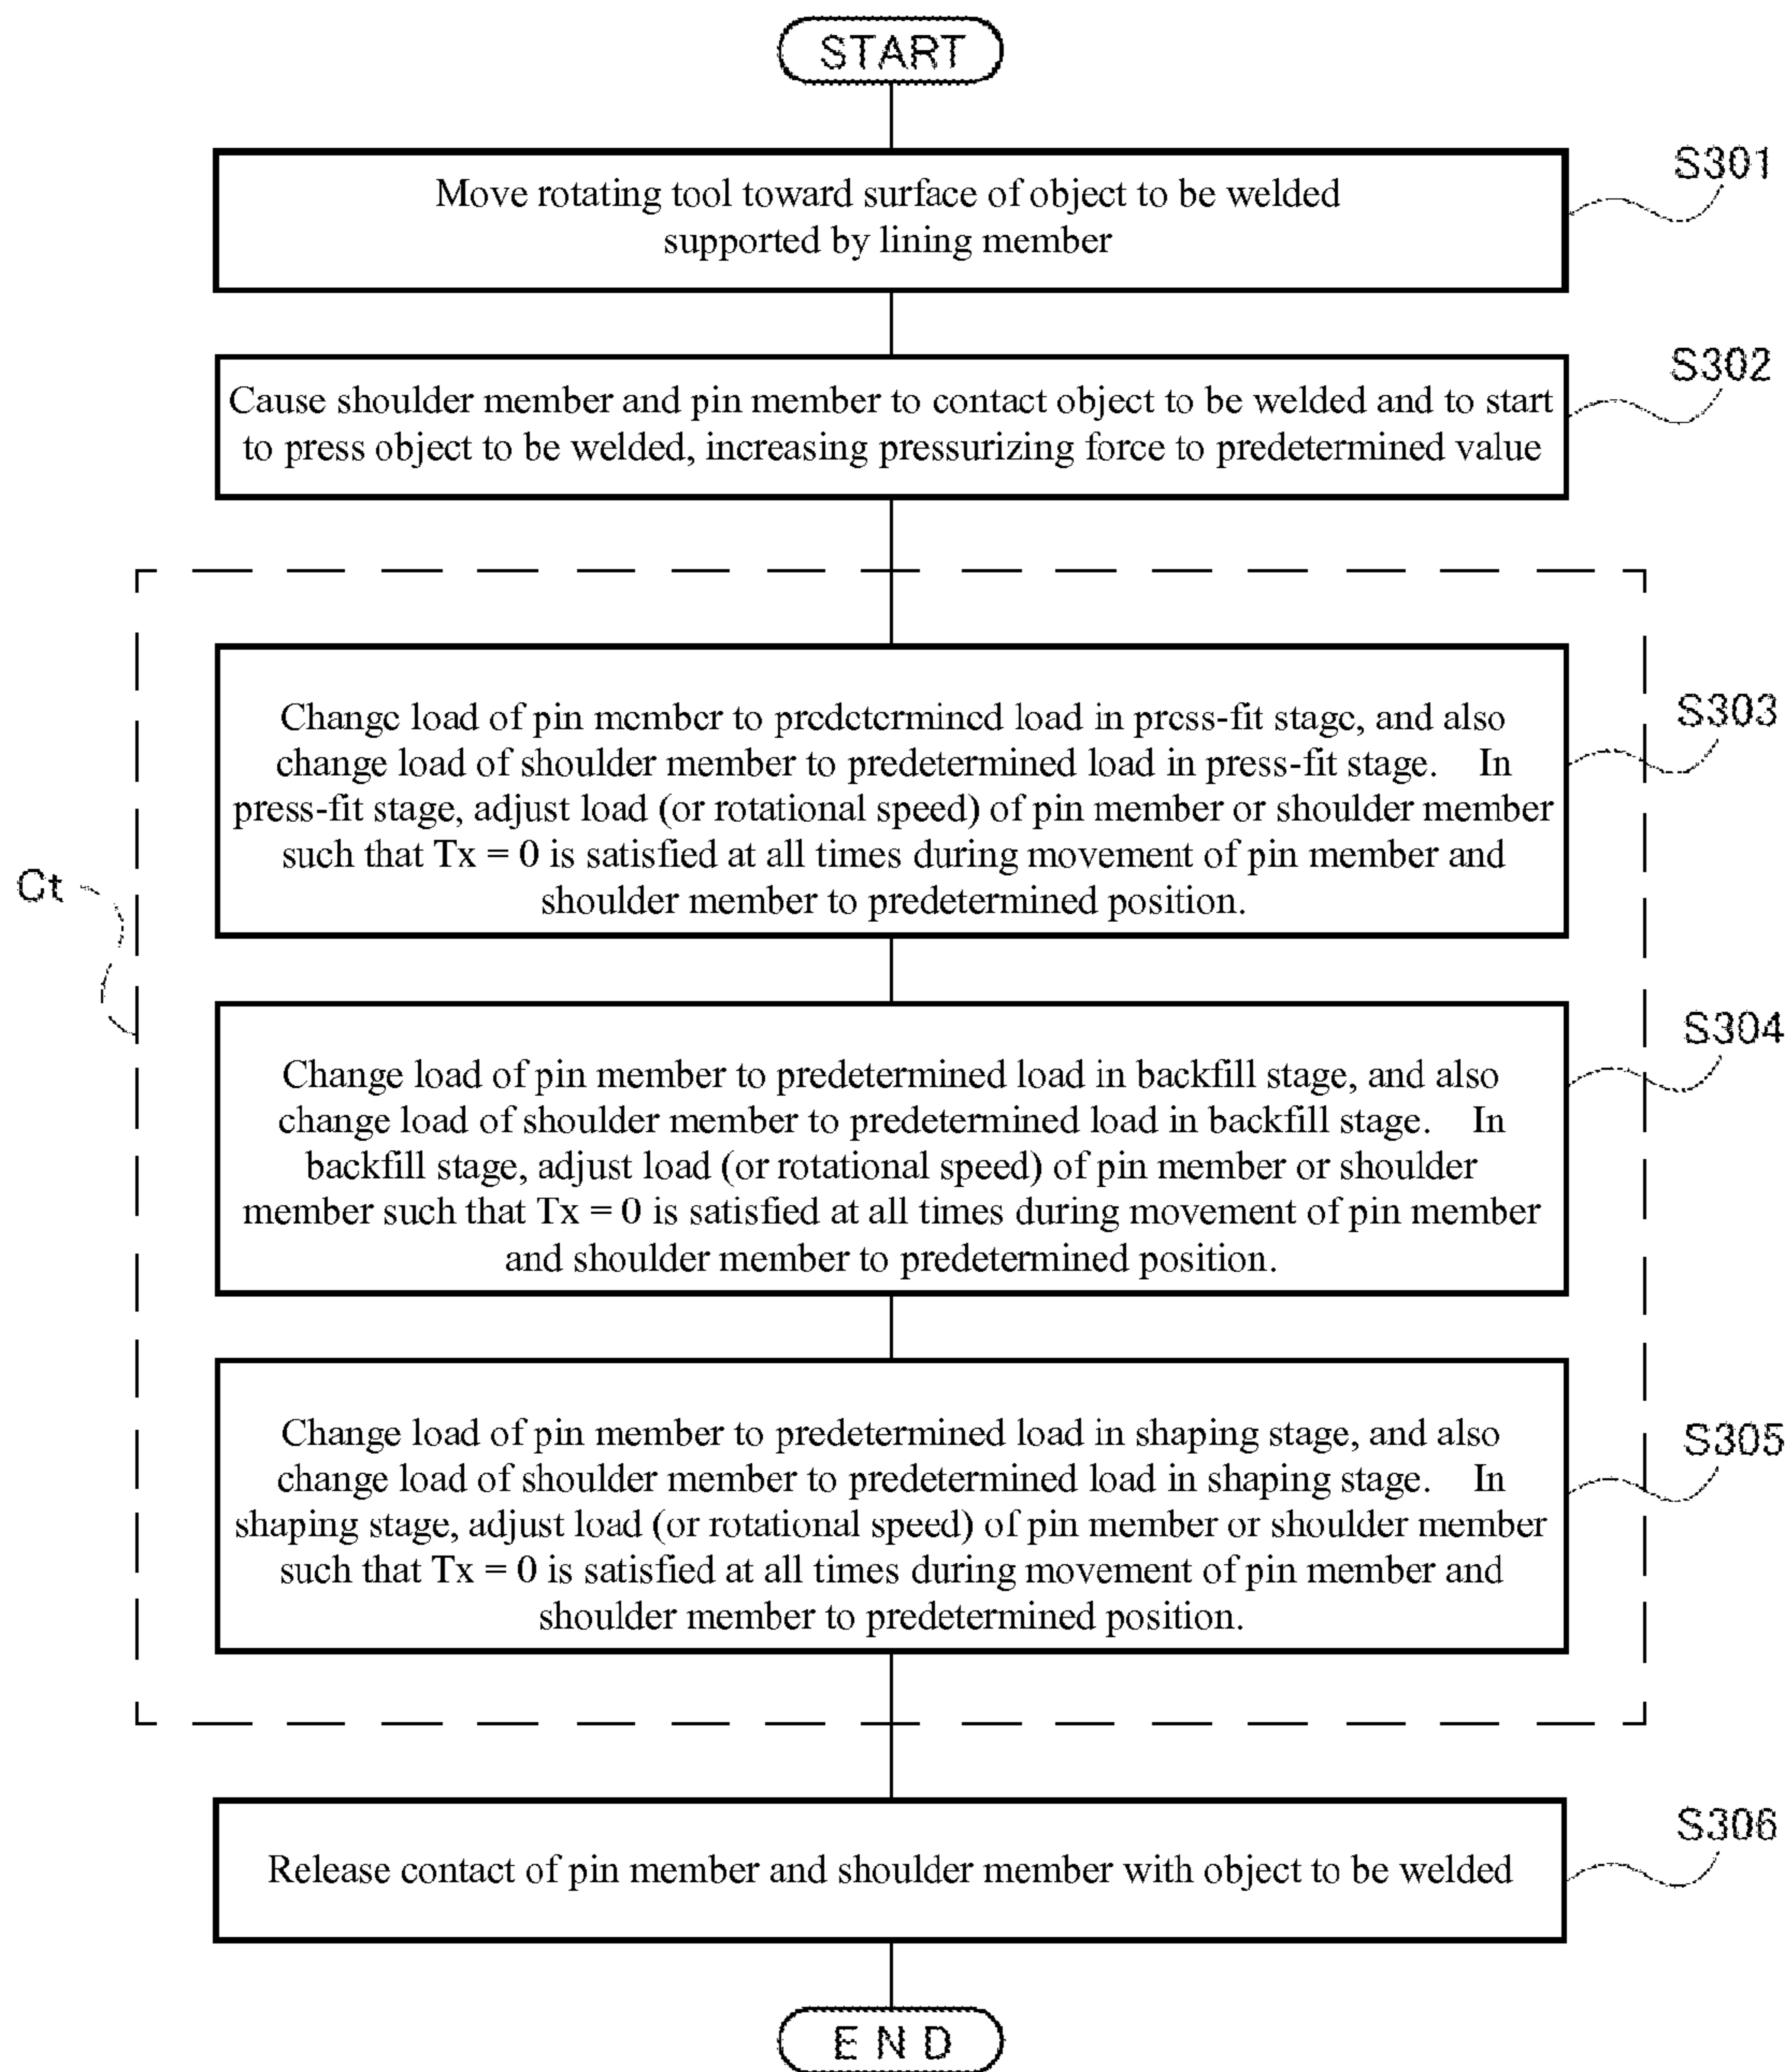 START
S301
Move rotating tool toward surface of object to be welded
supported by lining member
S302
Cause shoulder member and pin member to contact object to be welded and to start
to press object to be welded, increasing pressurizing force to predetermined value
S303
Change load of pin member to predetermined load in press-fit stage, and also
change load of shoulder member to predetermined load in press-fit stage. In
press-fit stage, adjust load (or rotational speed) of pin member or shoulder member
such that Tx = 0 is satisfied at all times during movement of pin member and
shoulder member to predetermined position.
Ct
S304
Change load of pin member to predetermined load in backfill stage, and also
change load of shoulder member to predetermined load in backfill stage. In
backfill stage, adjust load (or rotational speed) of pin member or shoulder
member such that Tx = 0 is satisfied at all times during movement of pin member
and shoulder member to predetermined position.
S305
Change load of pin member to predetermined load in shaping stage, and also
change load of shoulder member to predetermined load in shaping stage. In
shaping stage, adjust load (or rotational speed) of pin member or shoulder member
such that Tx = 0 is satisfied at all times during movement of pin member and
shoulder member to predetermined position.
S306
Release contact of pin member and shoulder member with object to be welded
END